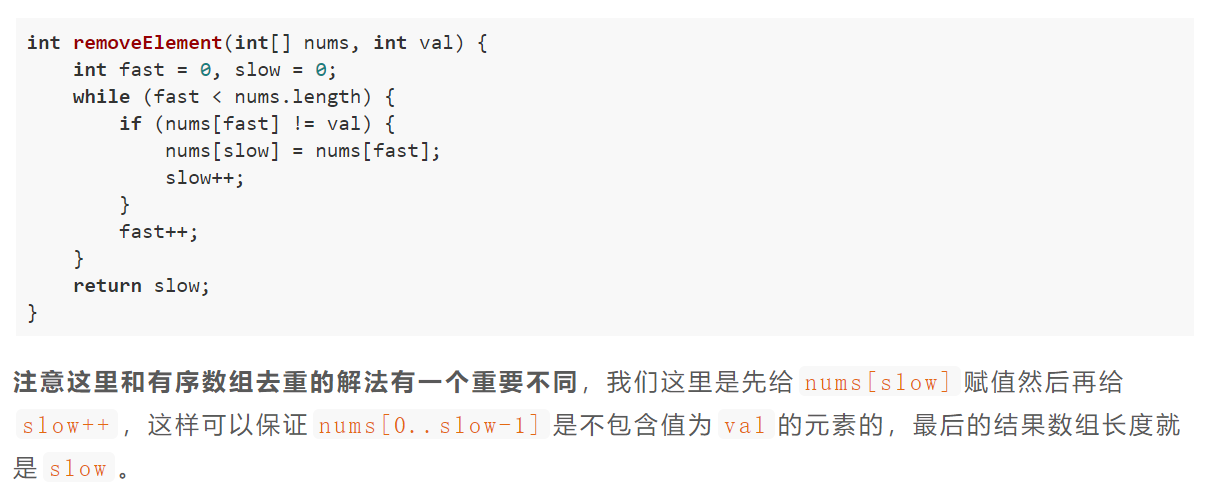 int removeElement(int[] nums, int val) {
    int fast = 0, slow = 0;
    while (fast < nums.length) {
        if (nums[fast] != val) {
            nums[slow] = nums[fast];
            slow++;
        }
        fast++;
    }
    return slow;
}
注意这里和有序数组去重的解法有一个重要不同，我们这里是先给 nums[slow] 赋值然后再给
slow++ ，这样可以保证 nums[0..slow-1] 是不包含值为 val 的元素的，最后的结果数组长度就
是 slow 。